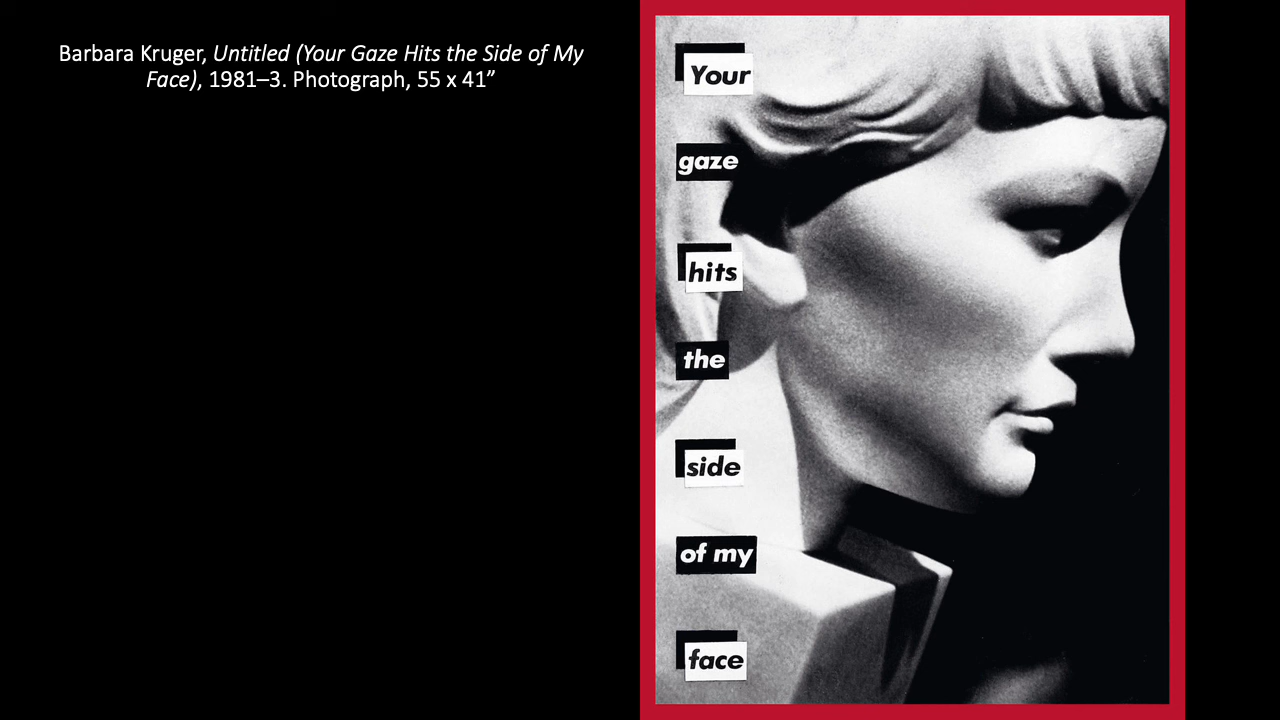 Barbara Kruger, Untitled (Your Gaze Hits the Side of My
Face), 1981–3. Photograph, 55 x 41”
Your
gaze
hits
the
side
of my
face